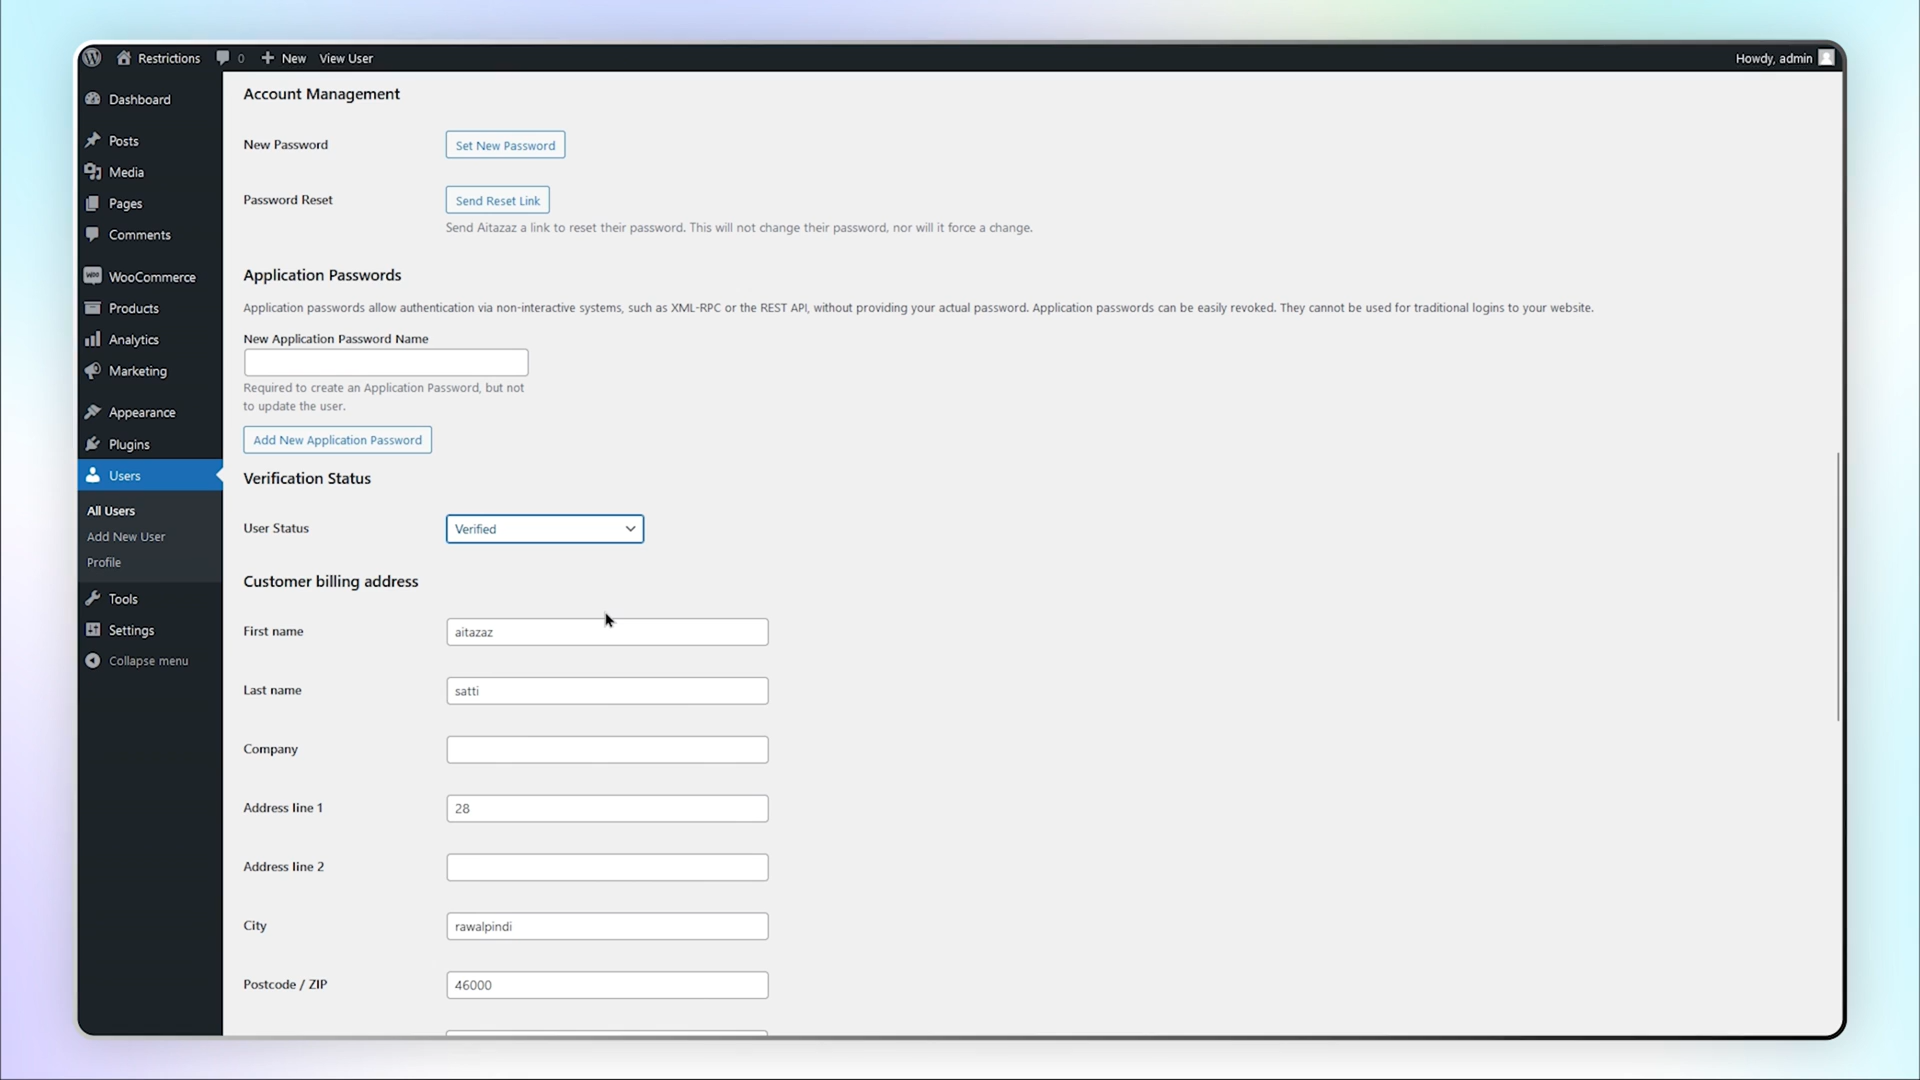 Restrictions
0
New
View User
Howdy, admin
Dashboard
Posts
Media
Pages
Comments
WooCommerce
Products
Analytics
Marketing
Appearance
Plugins
Users
All Users
Add New User
Profile
Tools
Settings
Collapse menu
Account Management
New Password
Set New Password
Password Reset
Send Reset Link
Send Aitazaz a link to reset their password. This will not change their password, nor will it force a change.
Application Passwords
Application passwords allow authentication via non-interactive systems, such as XML-RPC or the REST API, without providing your actual password. Application passwords can be easily revoked. They cannot be used for traditional logins to your website.
New Application Password Name
Required to create an Application Password, but not
to update the user.
Add New Application Password
Verification Status
User Status
Verified
Customer billing address
First name
aitazaz
Last name
satti
Company
Address line 1
28
Address line 2
City
rawalpindi
Postcode / ZIP
46000